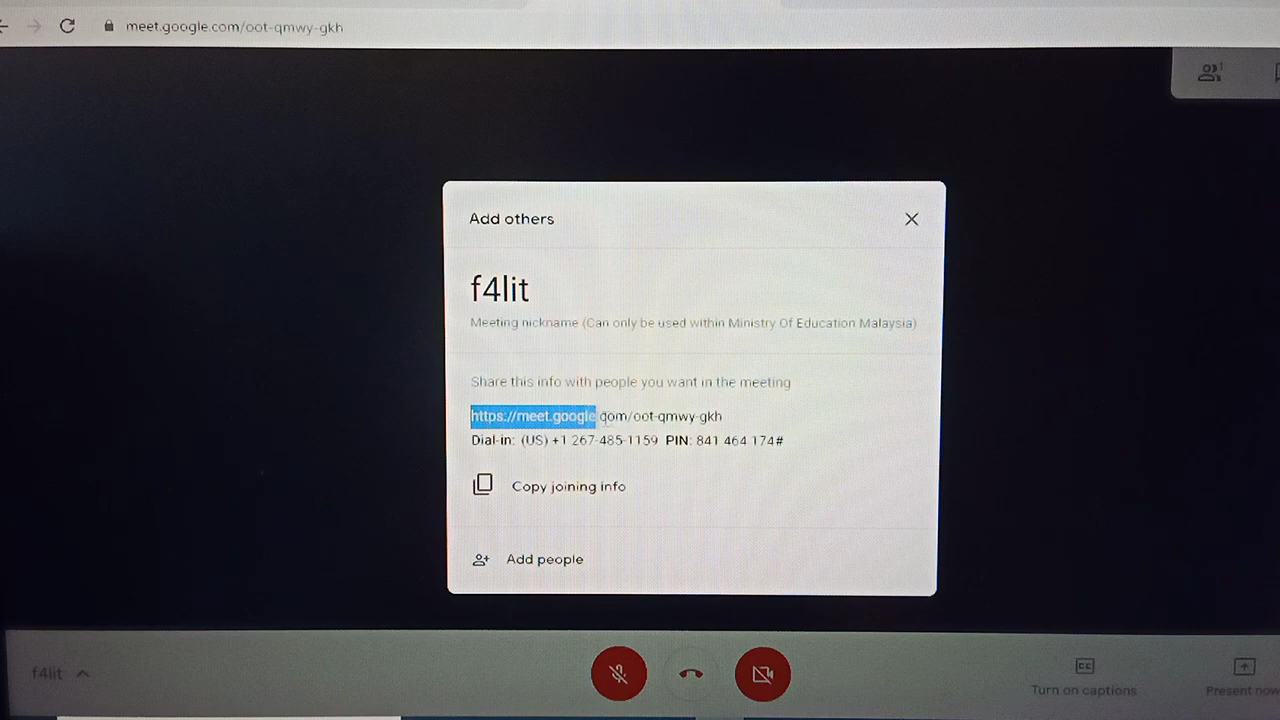 meet.google.com/oot-qmwy-gkh
1
Add others
f4lit
Meeting nickname (Can only be used within Ministry Of Education Malaysia)
Share this info with people you want in the meeting
https://meet.google.com/oot-qmwy-gkh
Dial-in: (US) +1 267-485-1159 PIN: 841 464 174#
Copy joining info
Add people
f4lit
CC
Turn on captions
Present now